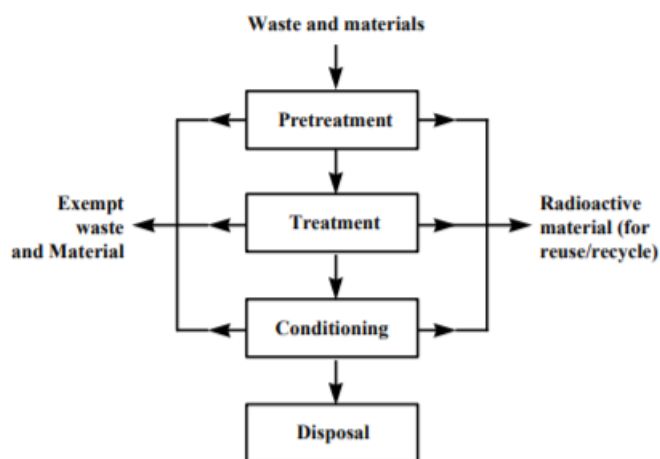 Waste and materials
Pretreatment
Exempt
waste
and Material
Treatment
Radioactive
material (for
reuse/recycle)
Conditioning
Disposal